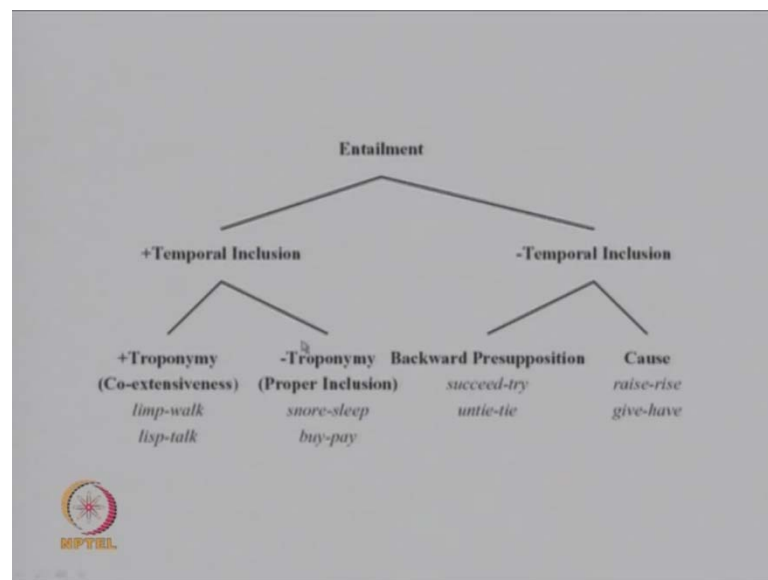 Entailment
+Temporal Inclusion -Temporal Inclusion
+Troponymy -Troponymy Backward Presupposition Cause
(Co-extensiveness) (Proper Inclusion) succeed-try raise-rise
limp-walk snore-sleep untie-tie give-have
lisp-talk buy-pay
NPTEL